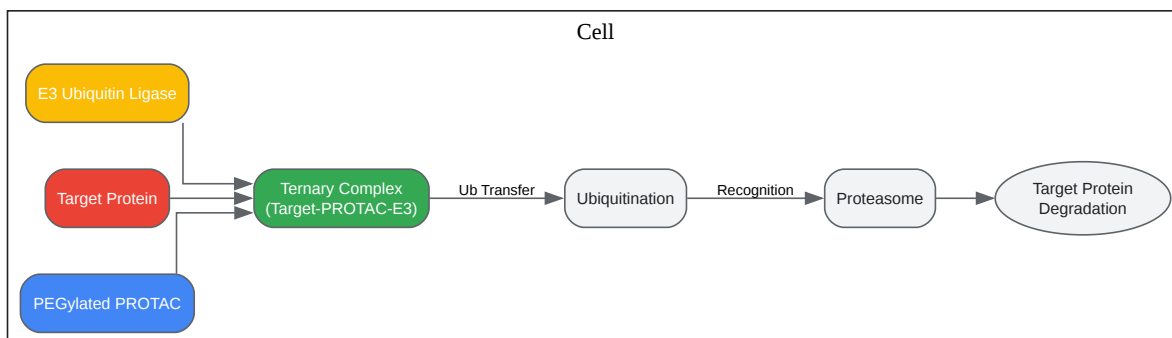 Cell
E3 Ubiquitin Ligase
Target Protein
PEGylated PROTAC
Ternary Complex
(Target-PROTAC-E3)
Ub Transfer
Ubiquitination
Recognition
Proteasome
Target Protein
Degradation